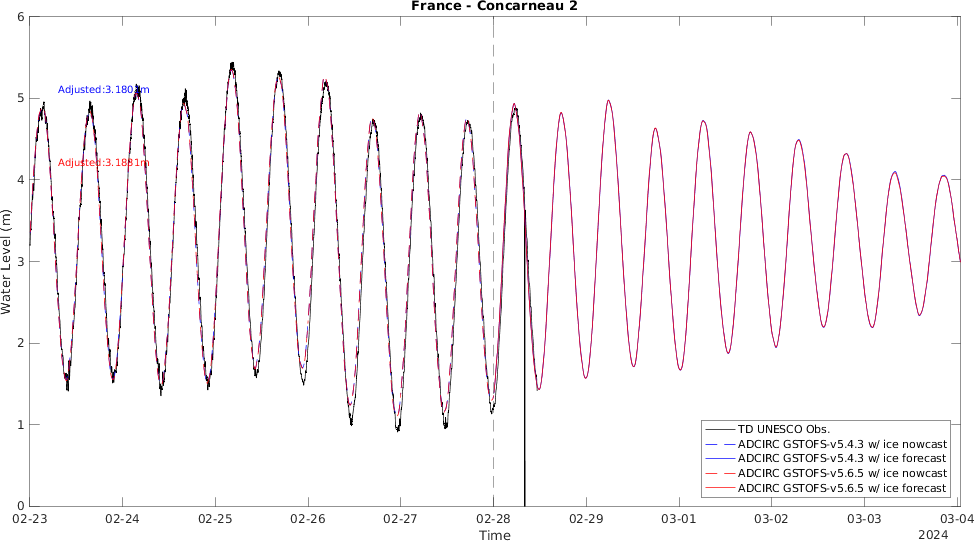 France - Concarneau 2
6
5
4
3
2
1
0
Water Level (m)
Adjusted:3.1803m
Adjusted:3.1831m
TD UNESCO Obs.
ADCIRC GSTOFS-v5.4.3 w/ ice nowcast
ADCIRC GSTOFS-v5.4.3 w/ ice forecast
ADCIRC GSTOFS-v5.6.5 w/ ice nowcast
ADCIRC GSTOFS-v5.6.5 w/ ice forecast
02-23 02-24 02-25 02-26 02-27 02-28 02-29 03-01 03-02 03-03 03-04
Time
2024